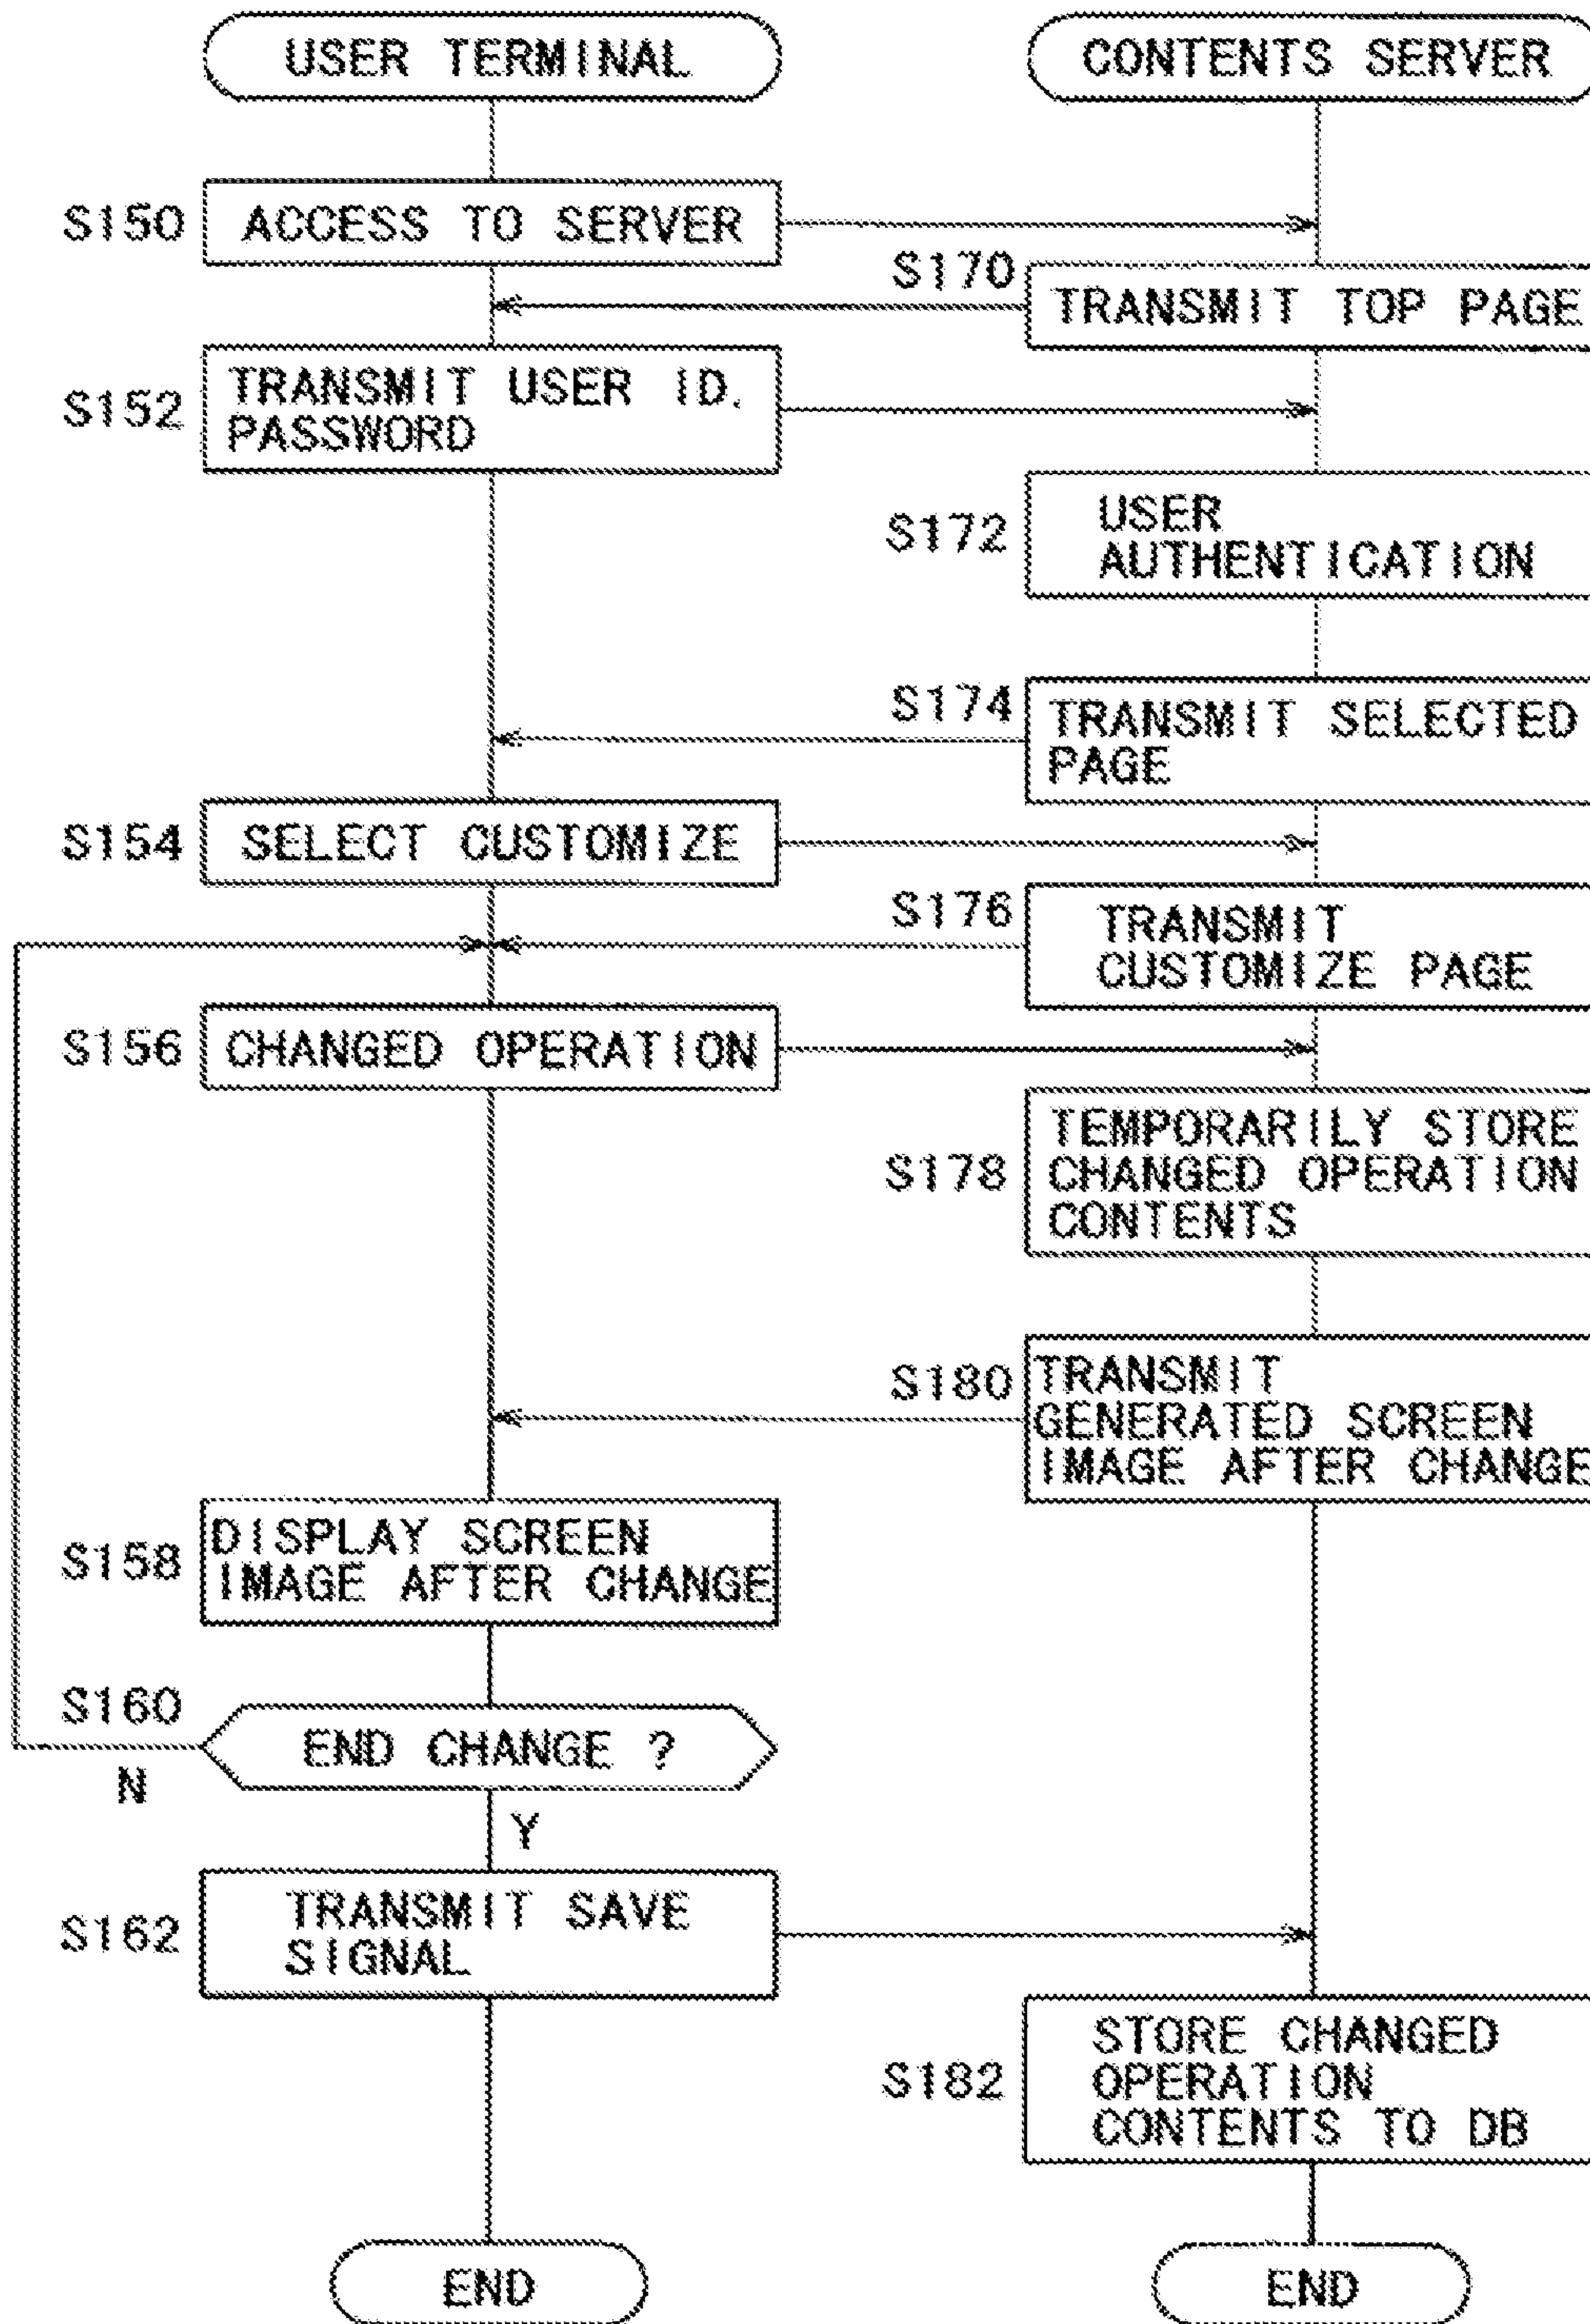 USER TERMINAL
CONTENTS SERVER
S150
ACCESS TO SERVER
S170
TRANSMIT TOP PAGE
S152
TRANSMIT USER ID.
PASSWORD
S172
USER
AUTHENTICATION
S174
TRANSMIT SELECTED
PAGE
S154
SELECT CUSTOMIZE
S176
TRANSMIT
CUSTOMIZE PAGE
S156
CHANGED OPERATION
S178
TEMPORARILY STORE
CHANGED OPERATION
CONTENTS
S180
TRANSMIT
GENERATED SCREEN
IMAGE AFTER CHANGE
S158
DISPLAY SCREEN
IMAGE AFTER CHANGE
S160
END CHANGE ?
N
Y
S162
TRANSMIT SAVE
SIGNAL
S182
STORE CHANGED
OPERATION
CONTENTS TO DB
END
END